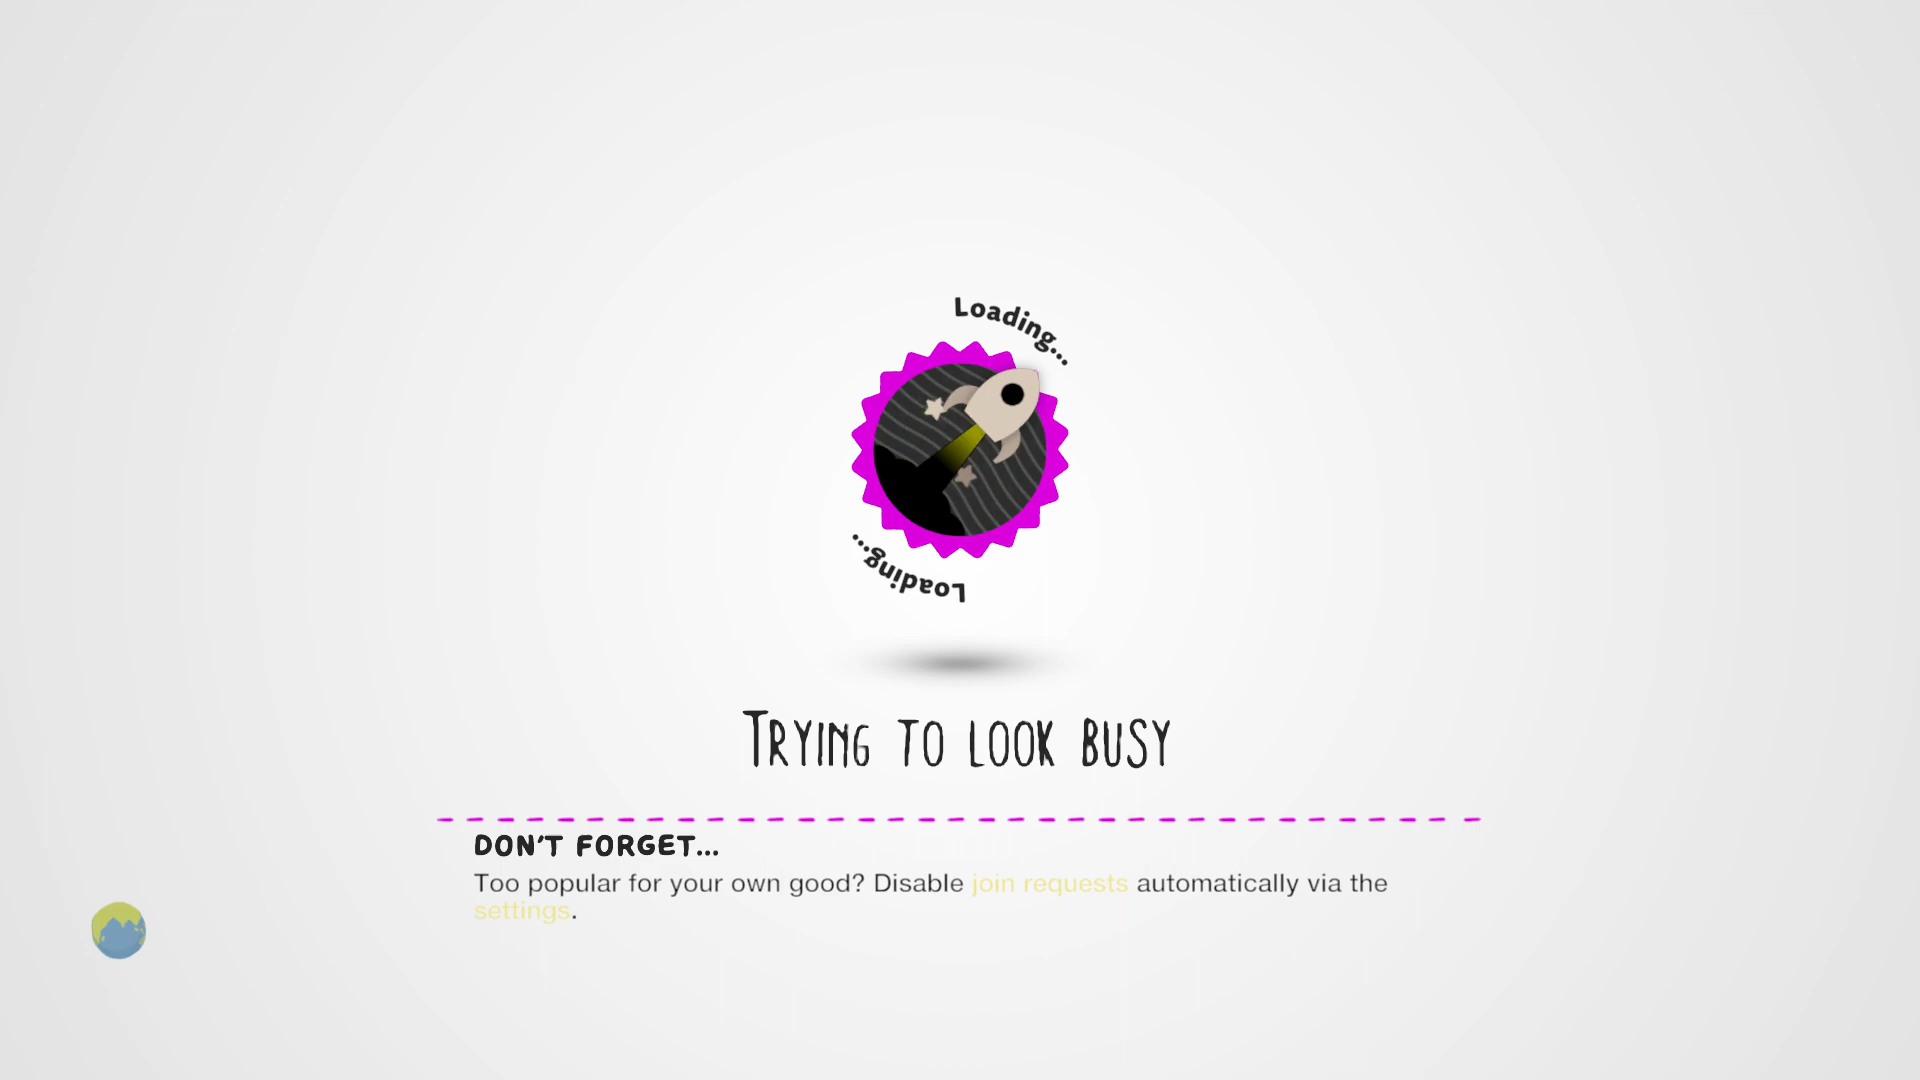 Loading...
Loading...
Trying to look busy
DON'T FORGET...
Too popular for your own good? Disable join requests automatically via the
settings.